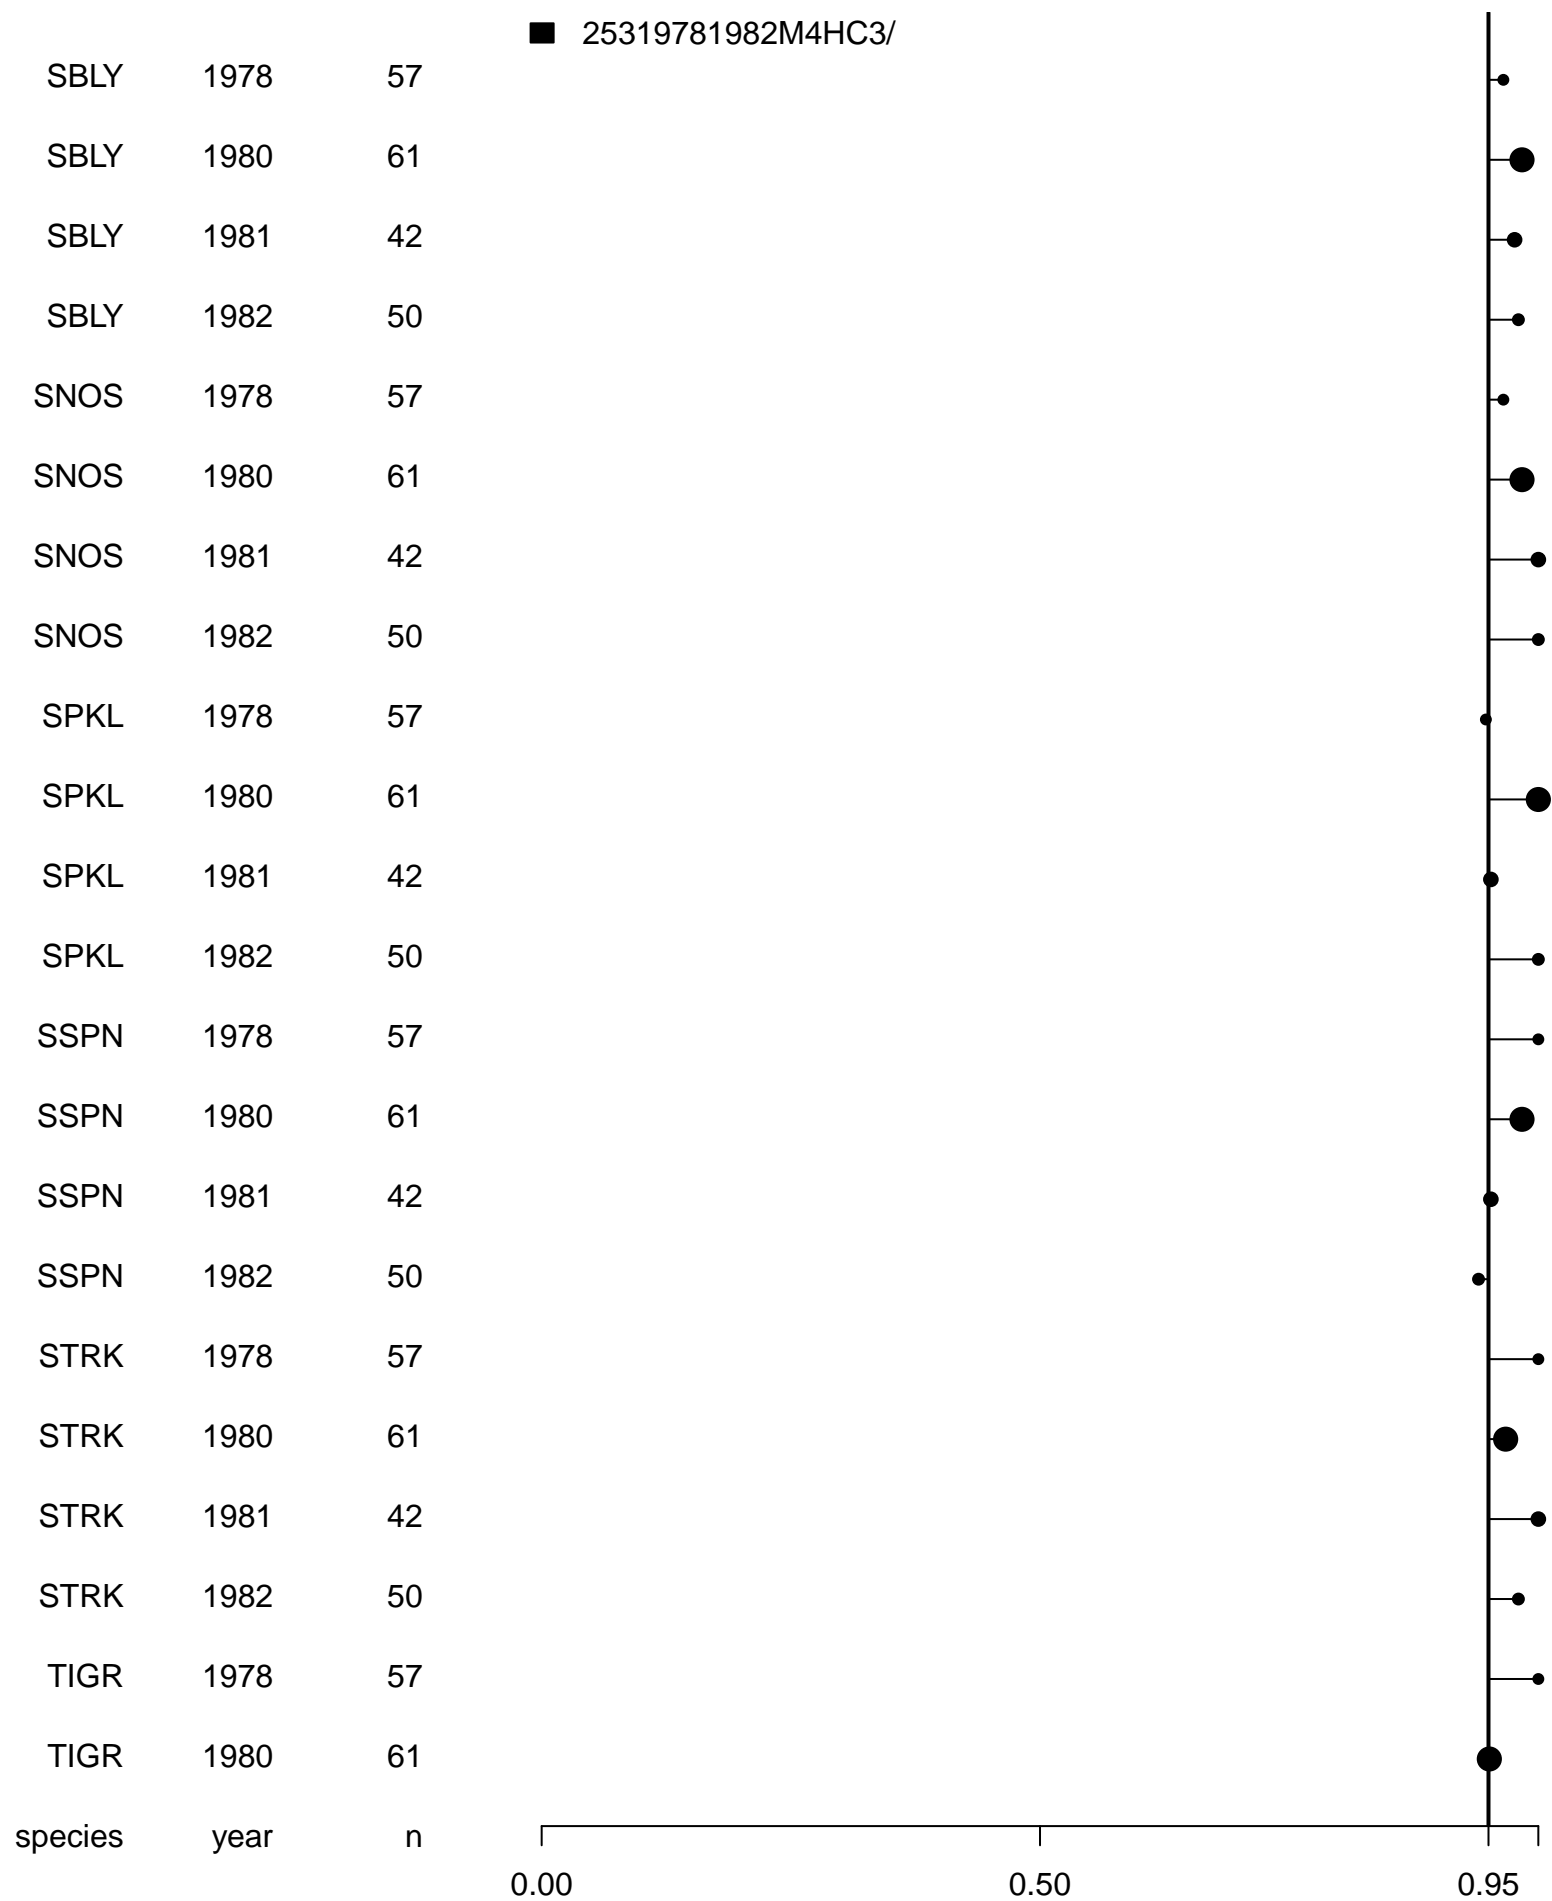 25319781982M4HC3/
SBLY 1978 57
SBLY 1980 61
SBLY 1981 42
SBLY 1982 50
SNOS 1978 57
SNOS 1980 61
SNOS 1981 42
SNOS 1982 50
SPKL 1978 57
SPKL 1980 61
SPKL 1981 42
SPKL 1982 50
SSPN 1978 57
SSPN 1980 61
SSPN 1981 42
SSPN 1982 50
STRK 1978 57
STRK 1980 61
STRK 1981 42
STRK 1982 50
TIGR 1978 57
TIGR 1980 61
species year n
0.00 0.50 0.95